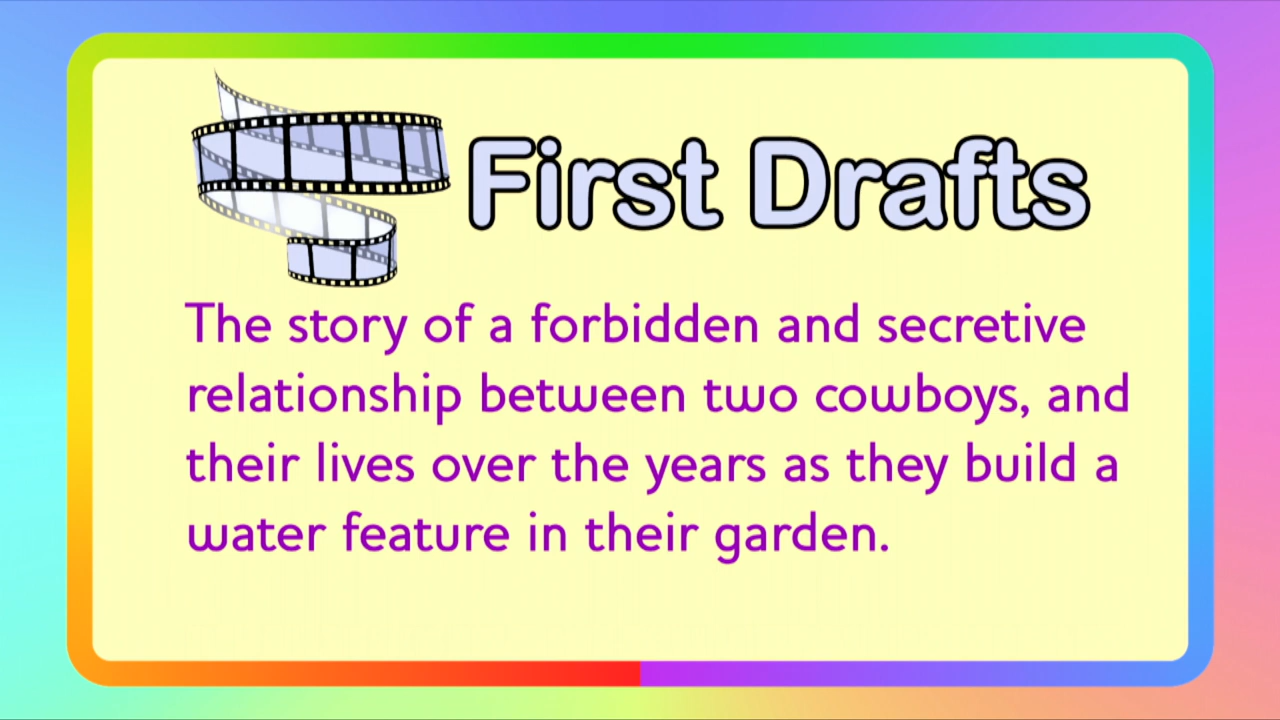 First Drafts
The story of a forbidden and secretive
relationship between two cowboys, and
their lives over the years as they build a
water feature in their garden.